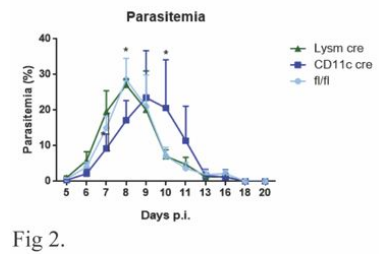 Parasitemia
40
30
20
10
0
Parasitemia (%)
* *
*
5 6 7 8 9 10 11 13 16 18 20
Days p.i.
Lysm cre
CD11c cre
fl/fl
Fig 2.